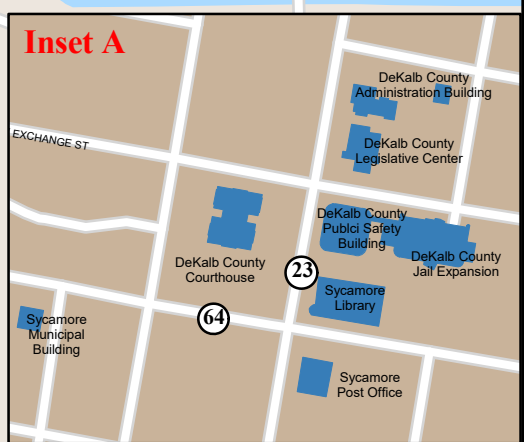 Inset A
DeKalb County
Administration Building
EXCHANGE ST
DeKalb County
Legislative Center
DeKalb County
Publci Safety
Building
DeKalb County
Jail Expansion
DeKalb County
Courthouse
23
Sycamore
Library
64
Sycamore
Municipal
Building
Sycamore
Post Office